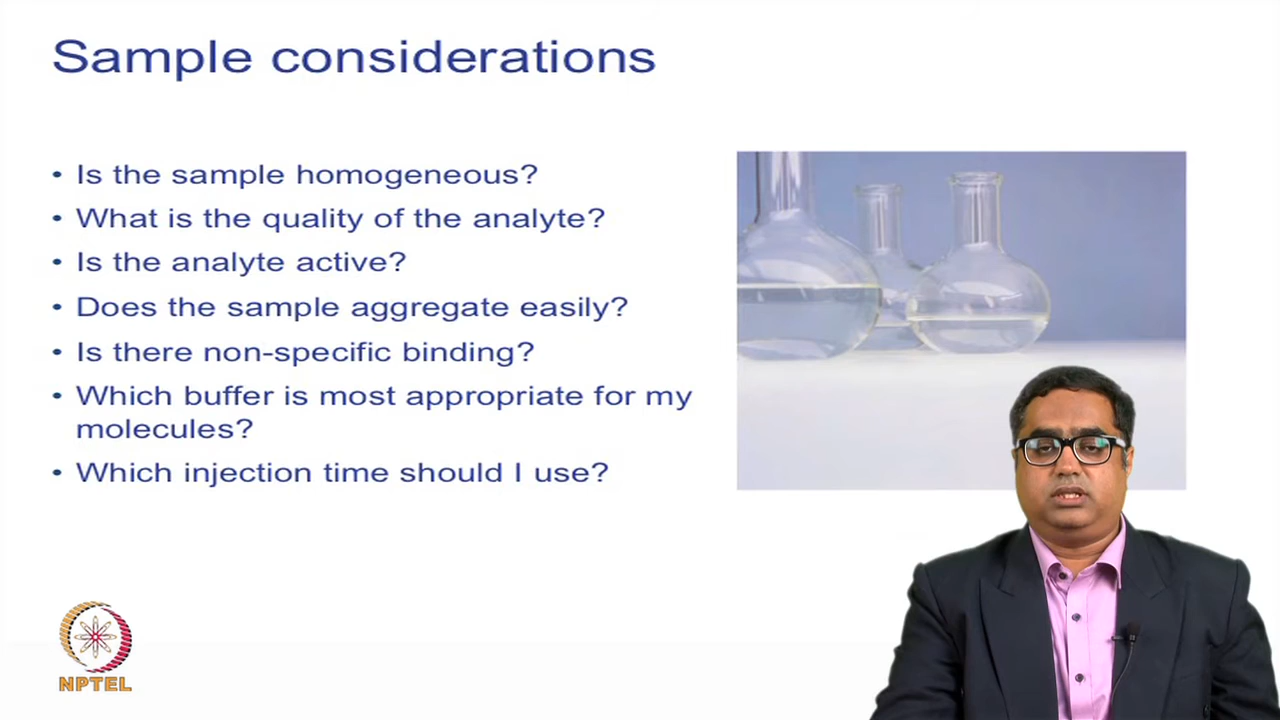 Sample considerations
• Is the sample homogeneous?
• What is the quality of the analyte?
• Is the analyte active?
• Does the sample aggregate easily?
• Is there non-specific binding?
• Which buffer is most appropriate for my
molecules?
• Which injection time should I use?
NPTEL